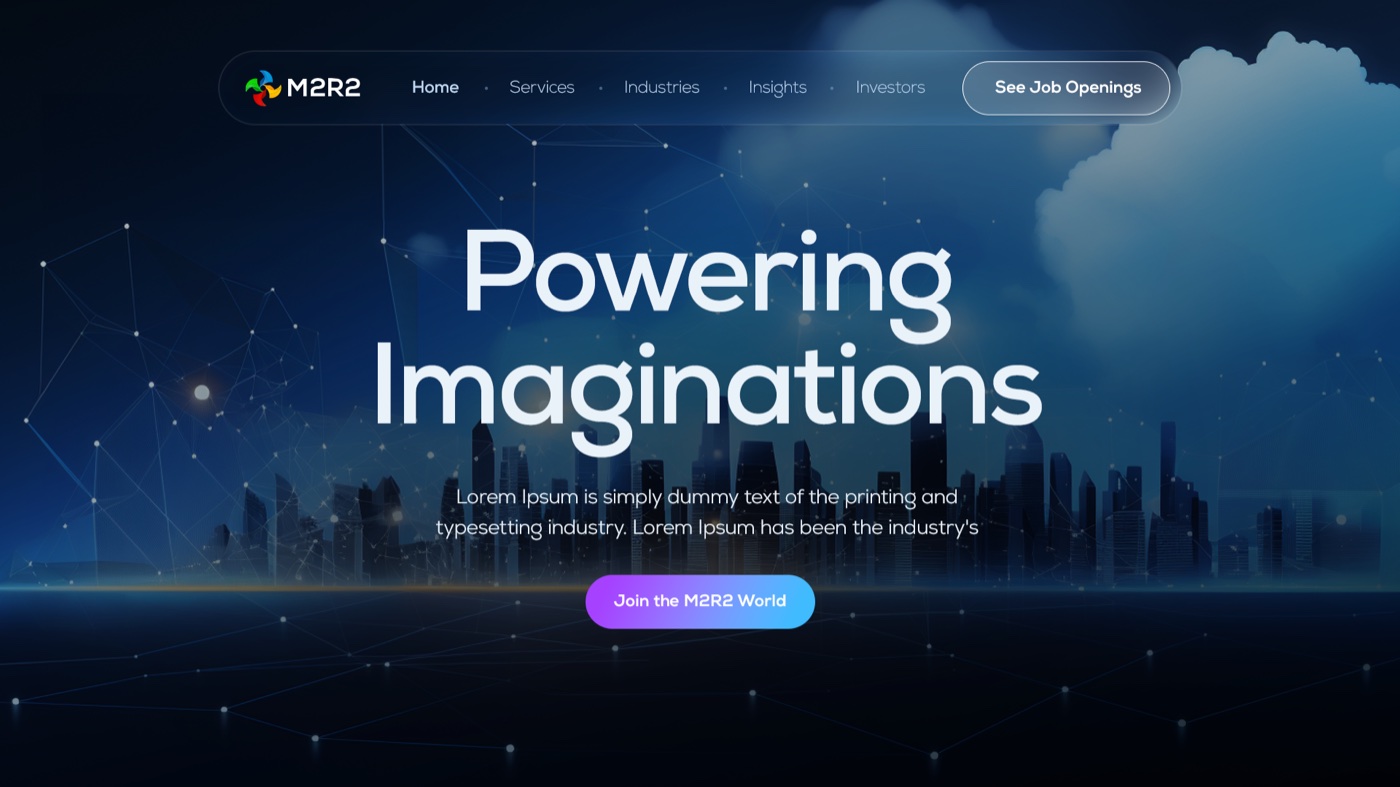 M2R2 Home • Services • Industries • Insights • Investors See Job Openings
Powering
Imaginations
Lorem Ipsum is simply dummy text of the printing and
typesetting industry. Lorem Ipsum has been the industry's
Join the M2R2 World